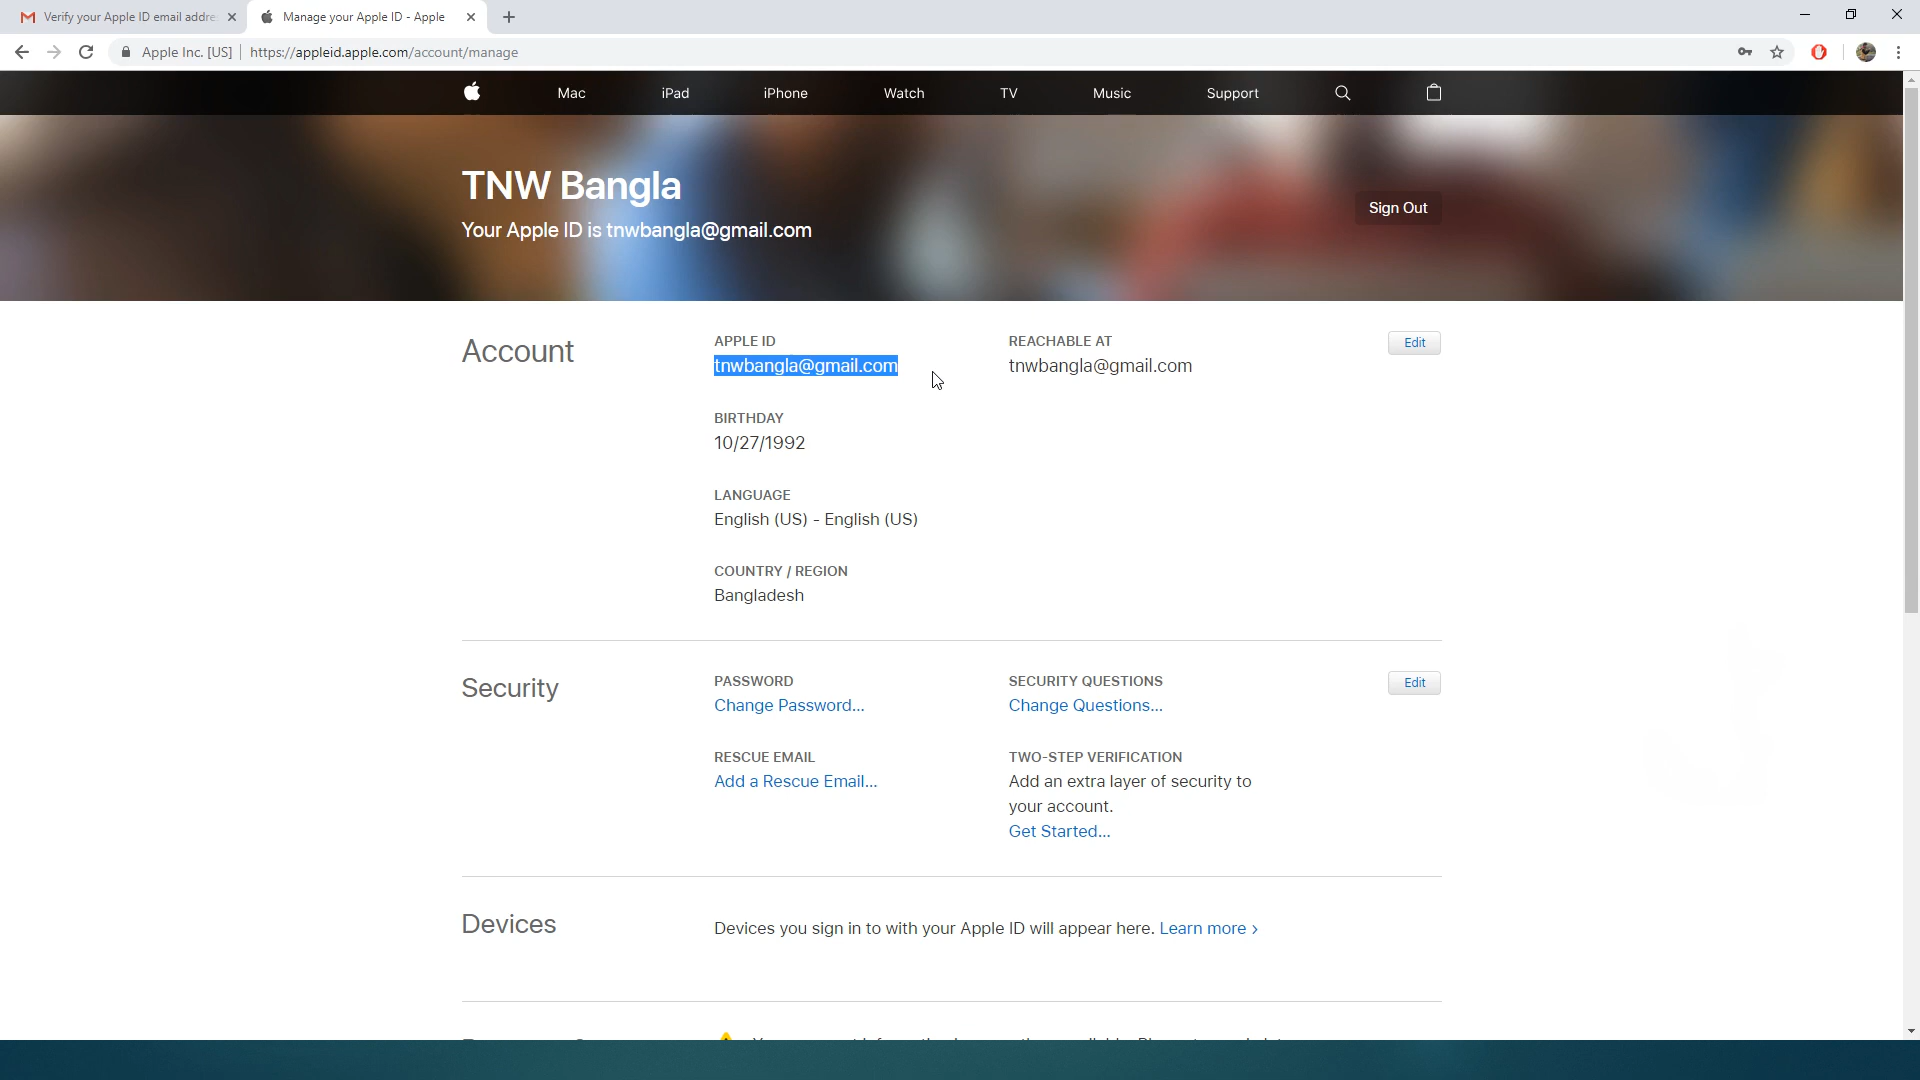 Verify your Apple ID email addre
Manage your Apple ID - Apple
Apple Inc. [US] | https://appleid.apple.com/account/manage
Mac iPad iPhone Watch TV Music Support
TNW Bangla
Your Apple ID is tnwbangla@gmail.com
Sign Out
Account
APPLE ID
tnwbangla@gmail.com
REACHABLE AT
tnwbangla@gmail.com
Edit
BIRTHDAY
10/27/1992
LANGUAGE
English (US) - English (US)
COUNTRY / REGION
Bangladesh
Security
PASSWORD
Change Password...
SECURITY QUESTIONS
Change Questions...
Edit
RESCUE EMAIL
Add a Rescue Email...
TWO-STEP VERIFICATION
Add an extra layer of security to
your account.
Get Started...
Devices
Devices you sign in to with your Apple ID will appear here. Learn more >